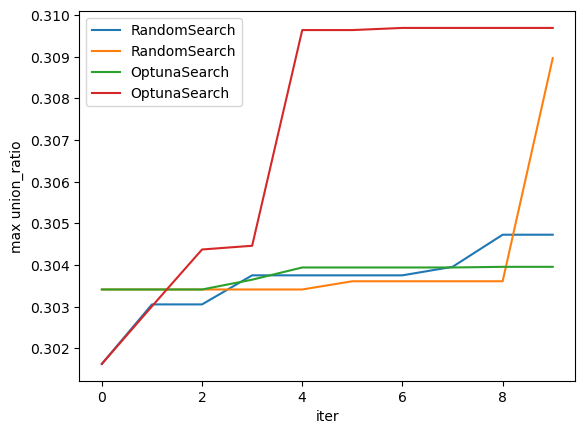 RandomSearch
RandomSearch
OptunaSearch
OptunaSearch
max union_ratio
0.310
0.309
0.308
0.307
0.306
0.305
0.304
0.303
0.302
0 2 4 6 8
iter